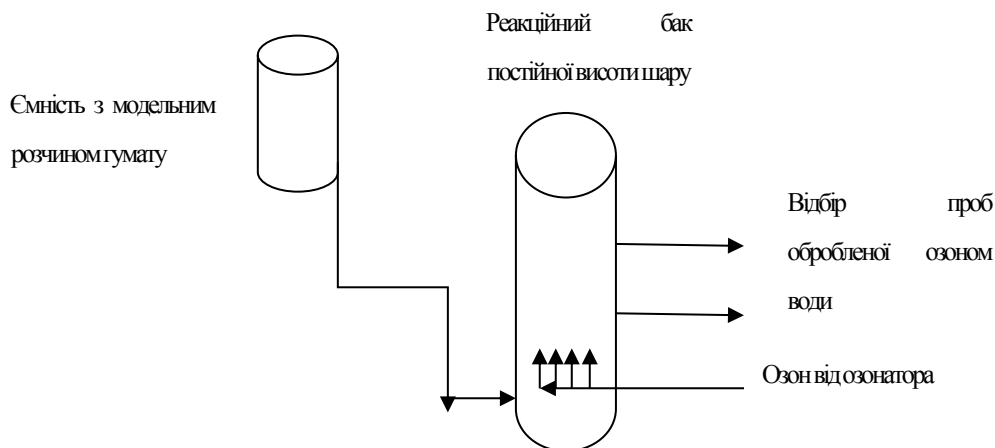 Реакційний бак
постійної висоти шару
Ємність з модельним
розчином гумату
Відбір проб
обробленої озоном
води
Озон від озонатора